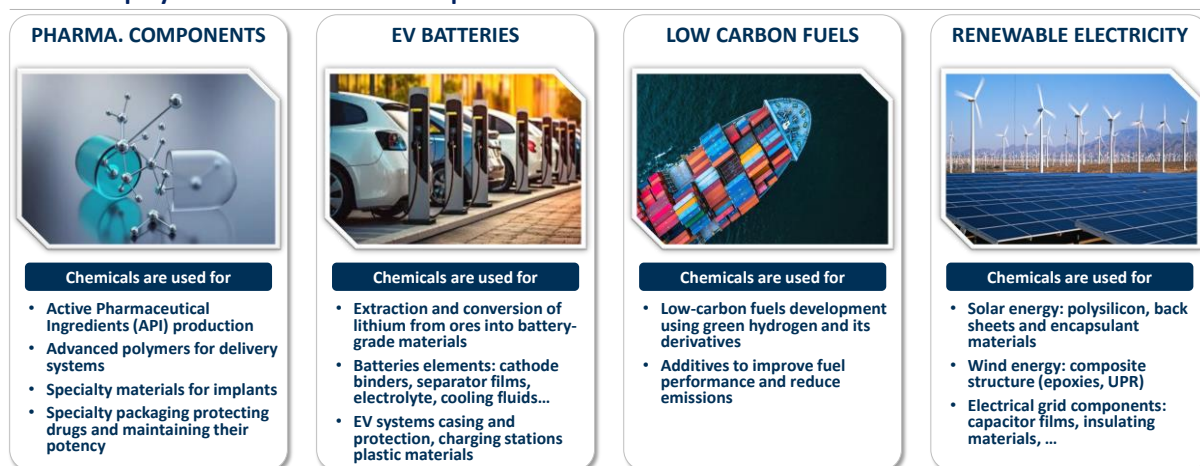 PHARMA. COMPONENTS
Chemicals are used for
• Active Pharmaceutical
Ingredients (API) production
• Advanced polymers for delivery
systems
• Specialty materials for implants
• Specialty packaging protecting
drugs and maintaining their
potency
EV BATTERIES
Chemicals are used for
• Extraction and conversion of
lithium from ores into battery-
grade materials
• Batteries elements: cathode
binders, separator films,
electrolyte, cooling fluids…
• EV systems casing and
protection, charging stations
plastic materials
LOW CARBON FUELS
Chemicals are used for
• Low-carbon fuels development
using green hydrogen and its
derivatives
• Additives to improve fuel
performance and reduce
emissions
RENEWABLE ELECTRICITY
Chemicals are used for
• Solar energy: polysilicon, back
sheets and encapsulant
materials
• Wind energy: composite
structure (epoxies, UPR)
• Electrical grid components:
capacitor films, insulating
materials, …